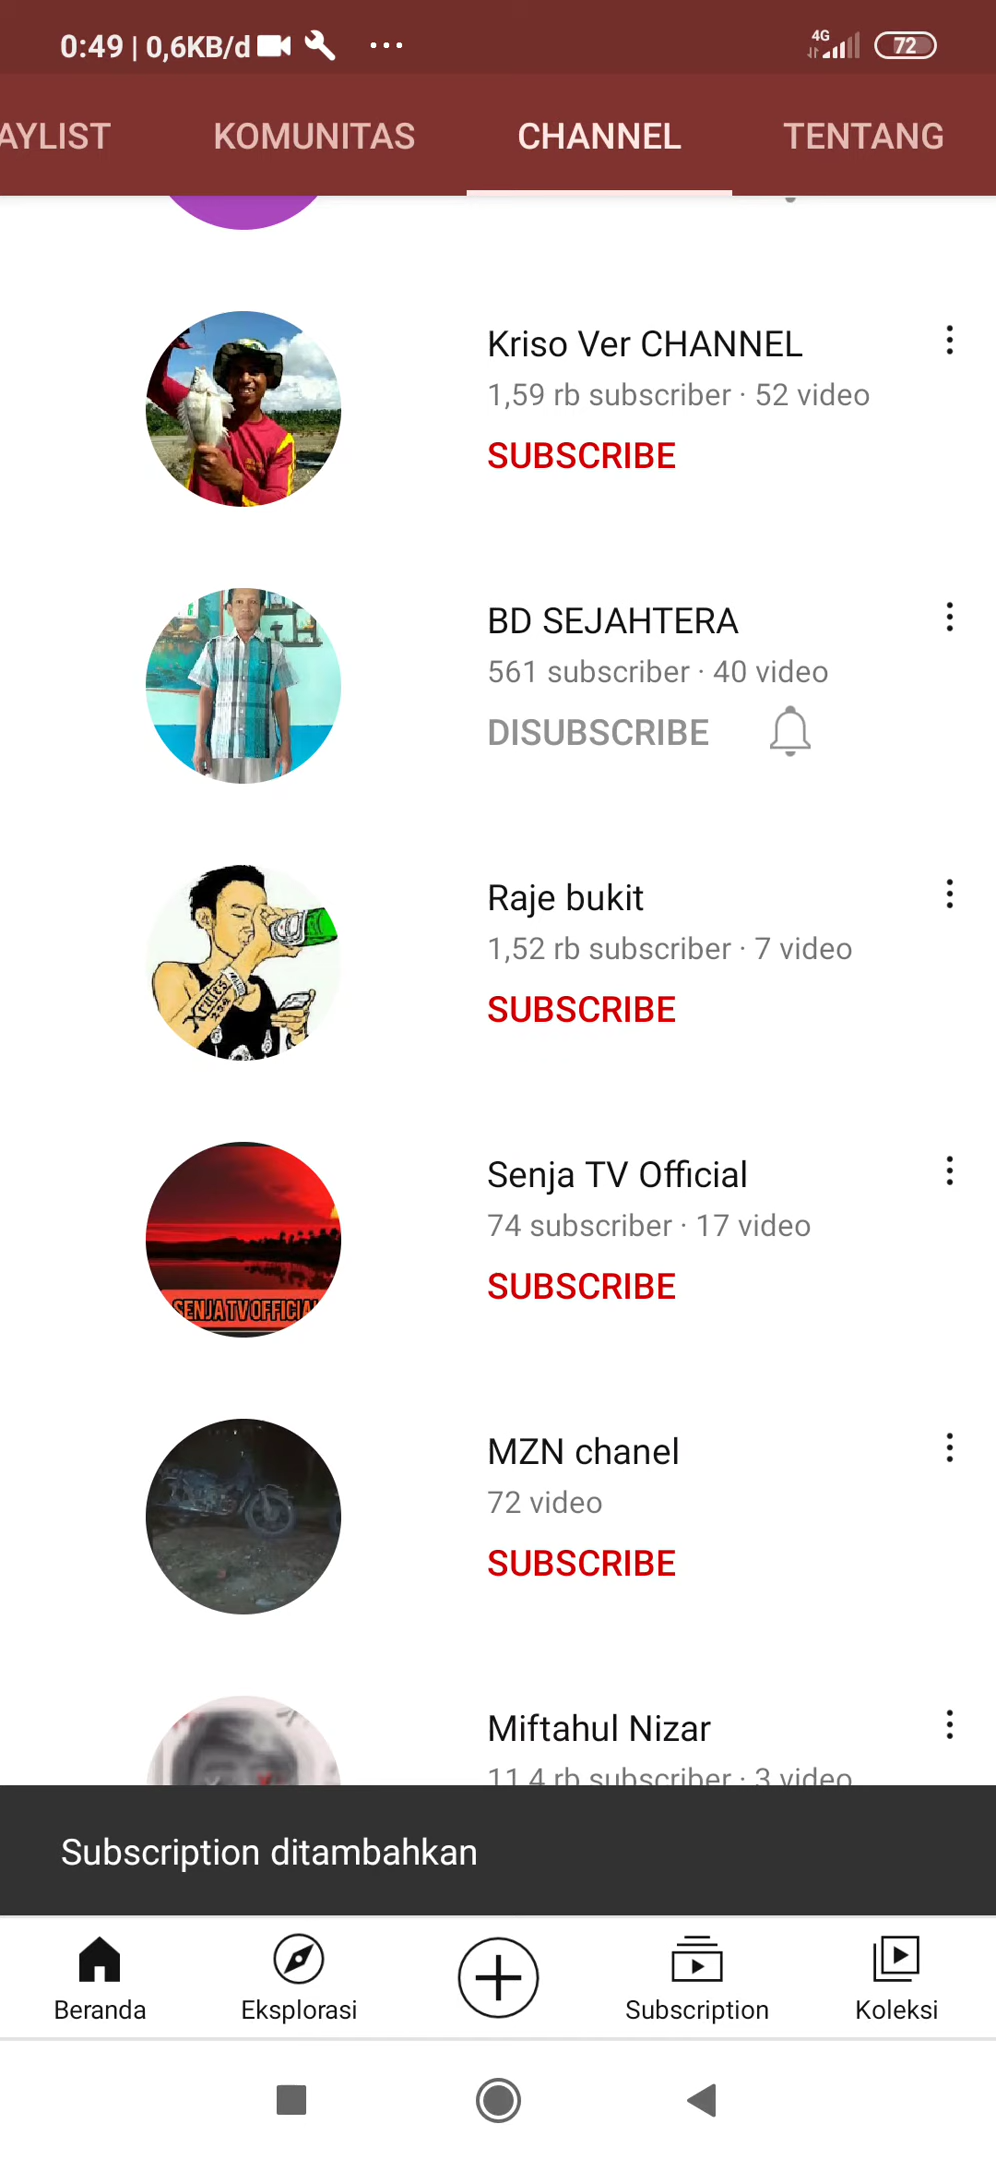 0:49 | 0,6KB/d ... 4G 72
AYLIST KOMUNITAS CHANNEL TENTANG
Kriso Ver CHANNEL
1,59 rb subscriber · 52 video
SUBSCRIBE
BD SEJAHTERA
561 subscriber · 40 video
DISUBSCRIBE
Raje bukit
1,52 rb subscriber · 7 video
SUBSCRIBE
Senja TV Official
74 subscriber · 17 video
SUBSCRIBE
SENJA TV OFFICIAL
MZN chanel
72 video
SUBSCRIBE
Miftahul Nizar
11,4 rb subscriber · 3 video
Subscription ditambahkan
Beranda Eksplorasi Subscription Koleksi